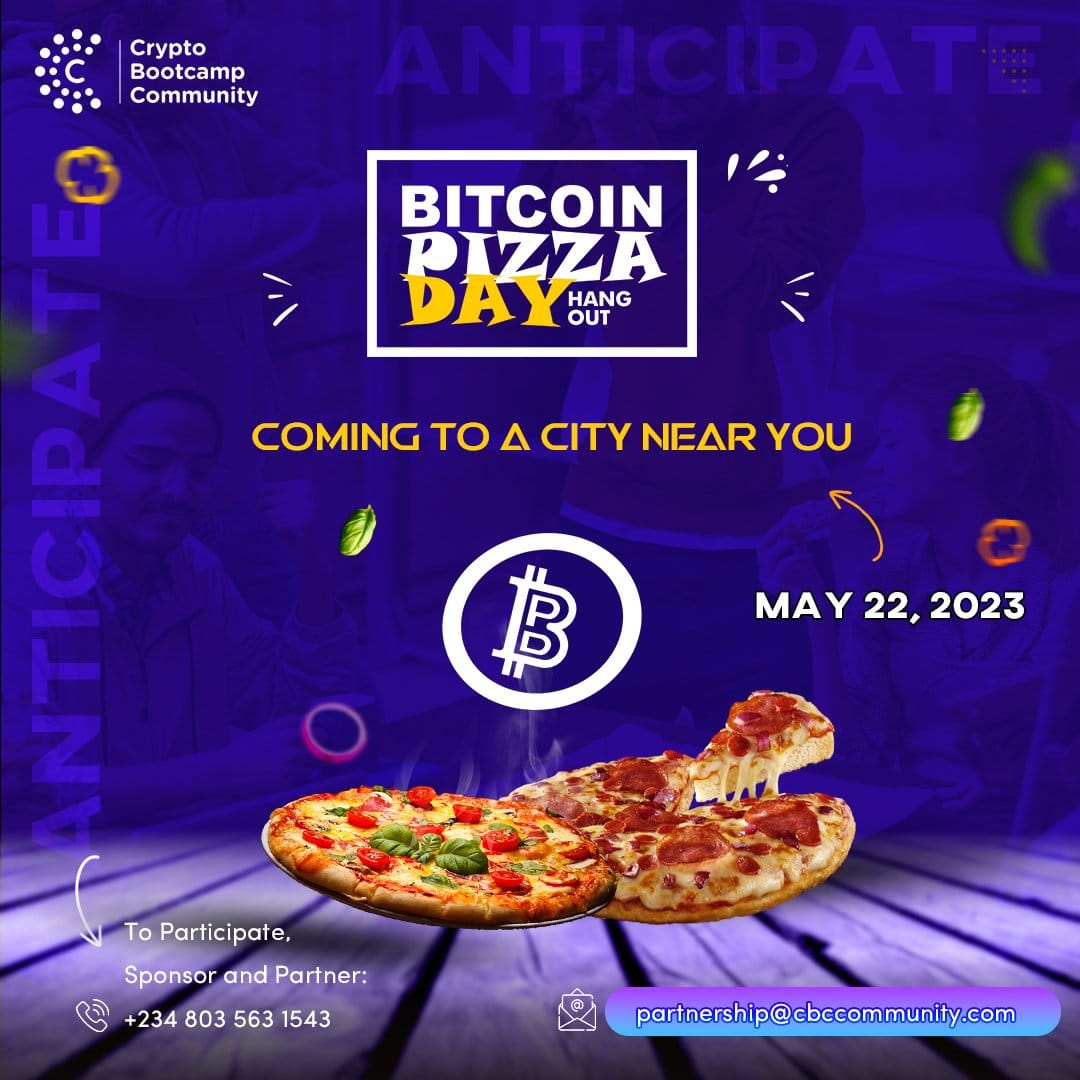 Crypto
Bootcamp
Community
ANTICIPATE
ANTICIPATE
BITCOIN
PIZZA
DAY
HANG
OUT
COMING TO A CITY NEAR YOU
MAY 22, 2023
To Participate,
Sponsor and Partner:
+234 803 563 1543
partnership@cbccommunity.com